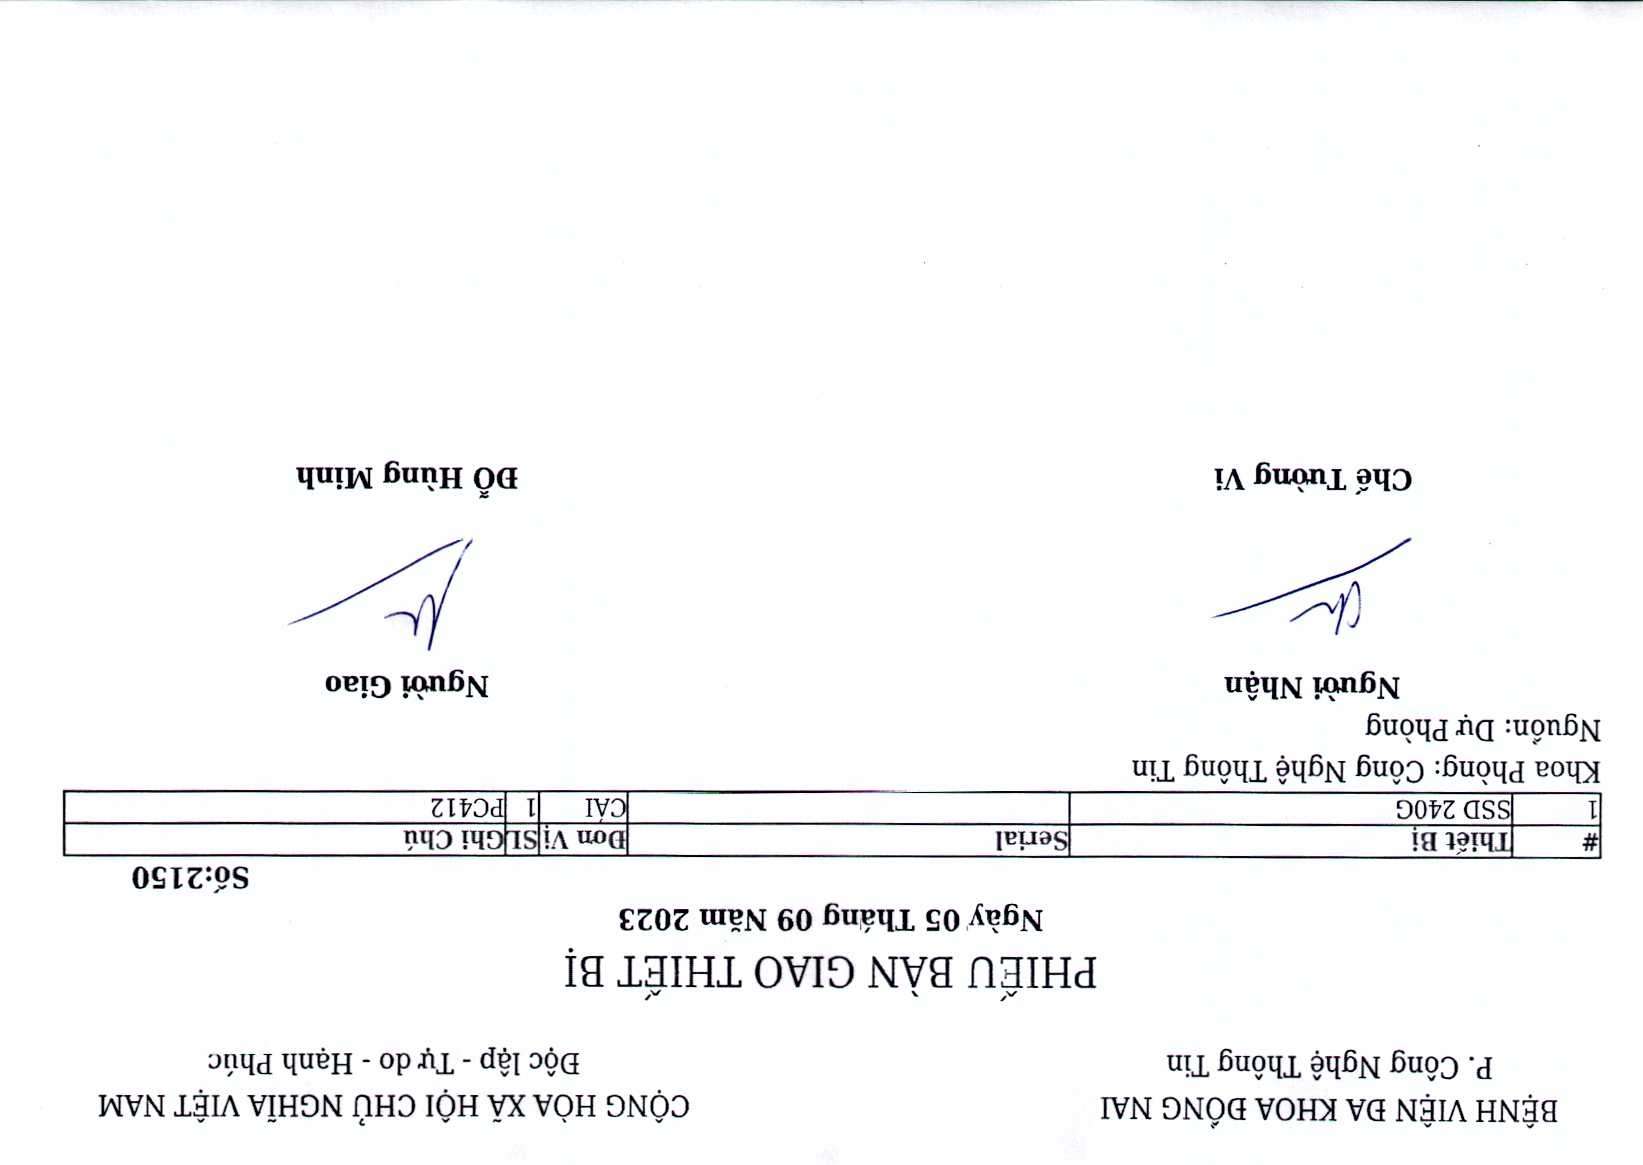 BỆNH VIỆN ĐA KHOA ĐỒNG NAI
P. Công Nghệ Thông Tin
CỘNG HÒA XÃ HỘI CHỦ NGHĨA VIỆT NAM
Độc lập - Tự do - Hạnh Phúc
PHIẾU BÀN GIAO THIẾT BỊ
Ngày 05 Tháng 09 Năm 2023
Số:2150
# Thiết Bị Serial Đơn Vị SL Ghi Chú
1 SSD 240G CÁI 1 PC412
Khoa Phòng: Công Nghệ Thông Tin
Nguồn: Dự Phòng
Người Nhận Người Giao
Chế Tường Vi ĐỖ Hùng Minh